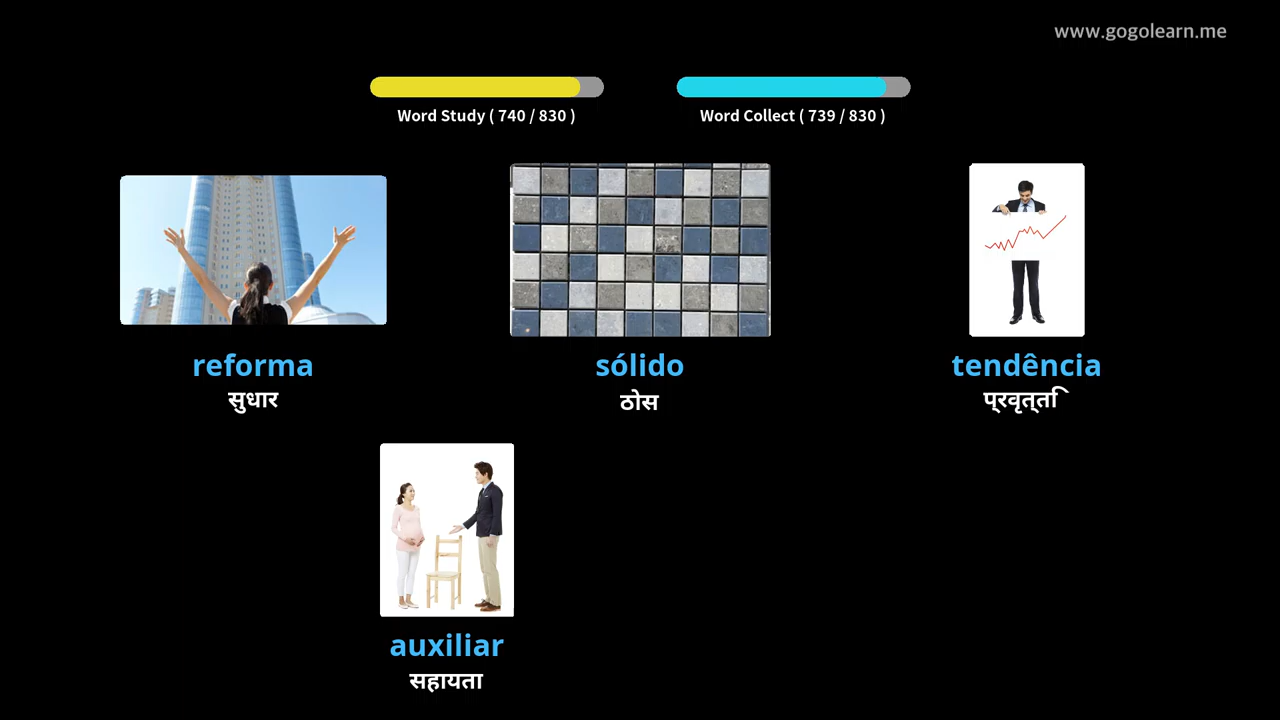 www.gogolearn.me
Word Study ( 740 / 830 )
Word Collect ( 739 / 830 )
reforma
सुधार
sólido
ठोस
tendência
प्रवृत्ति
auxiliar
सहायता